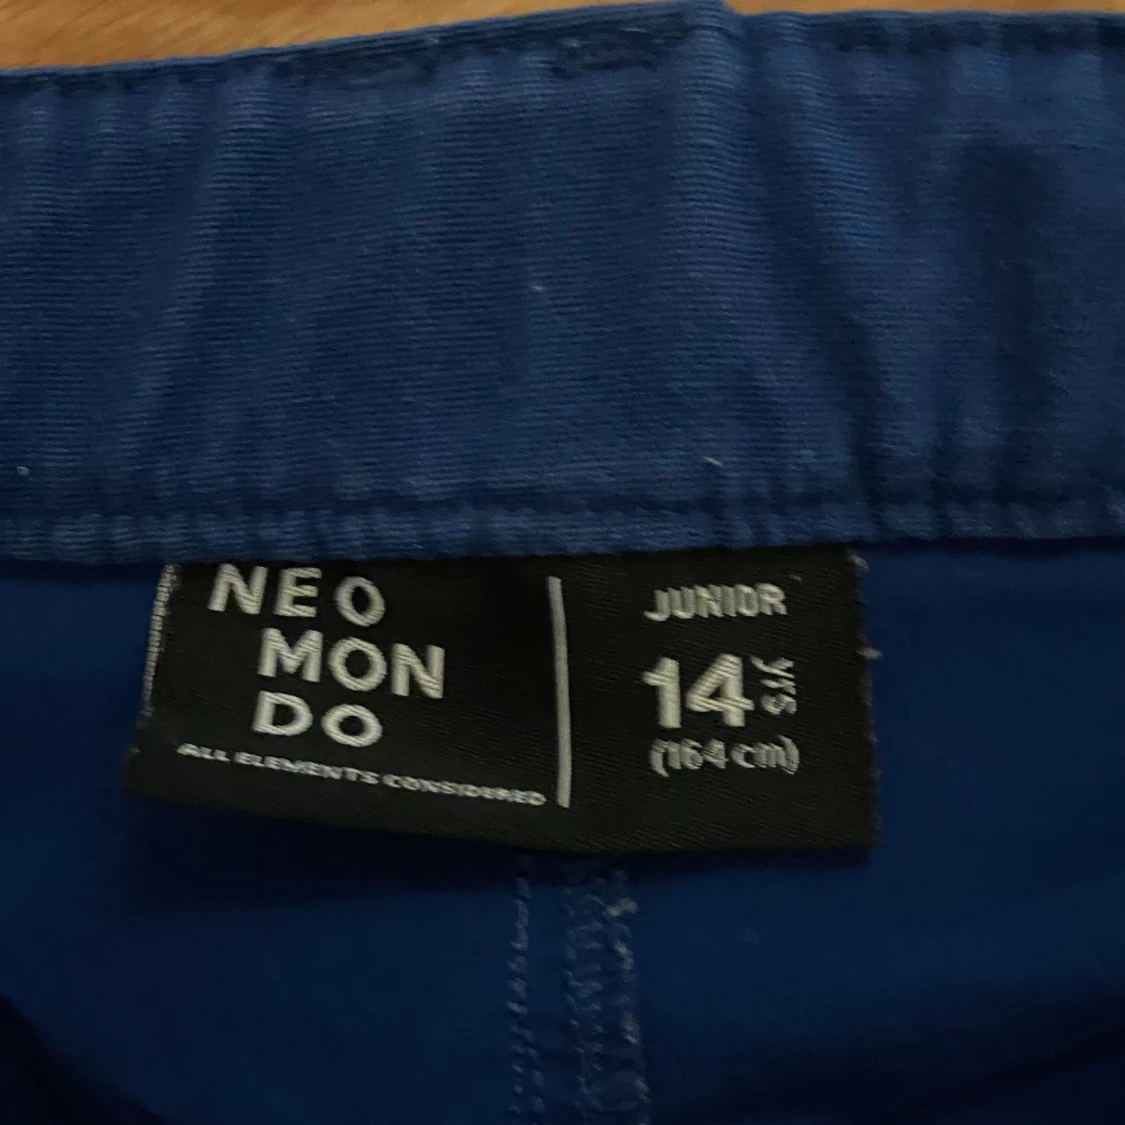 NEO
MON
DO
ALL ELEMENTS CONSIDERED
JUNIOR
14 YRS
(164 cm)